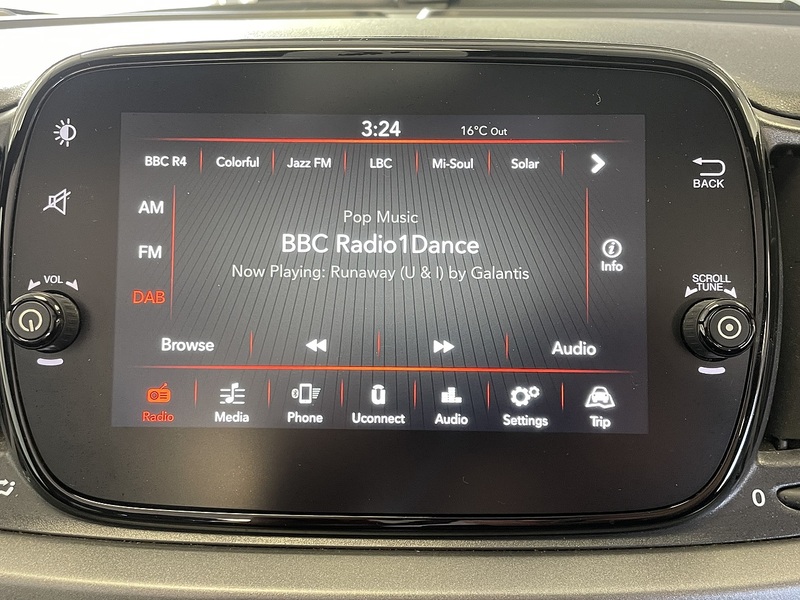 3:24
16°C Out
BBC R4
Colorful
Jazz FM
LBC
Mi-Soul
Solar
BACK
AM
FM
DAB
Pop Music
BBC Radio1Dance
Now Playing: Runaway (U & I) by Galantis
Info
VOL
SCROLL
TUNE
Browse
Audio
Radio
Media
Phone
Uconnect
Audio
Settings
Trip
0